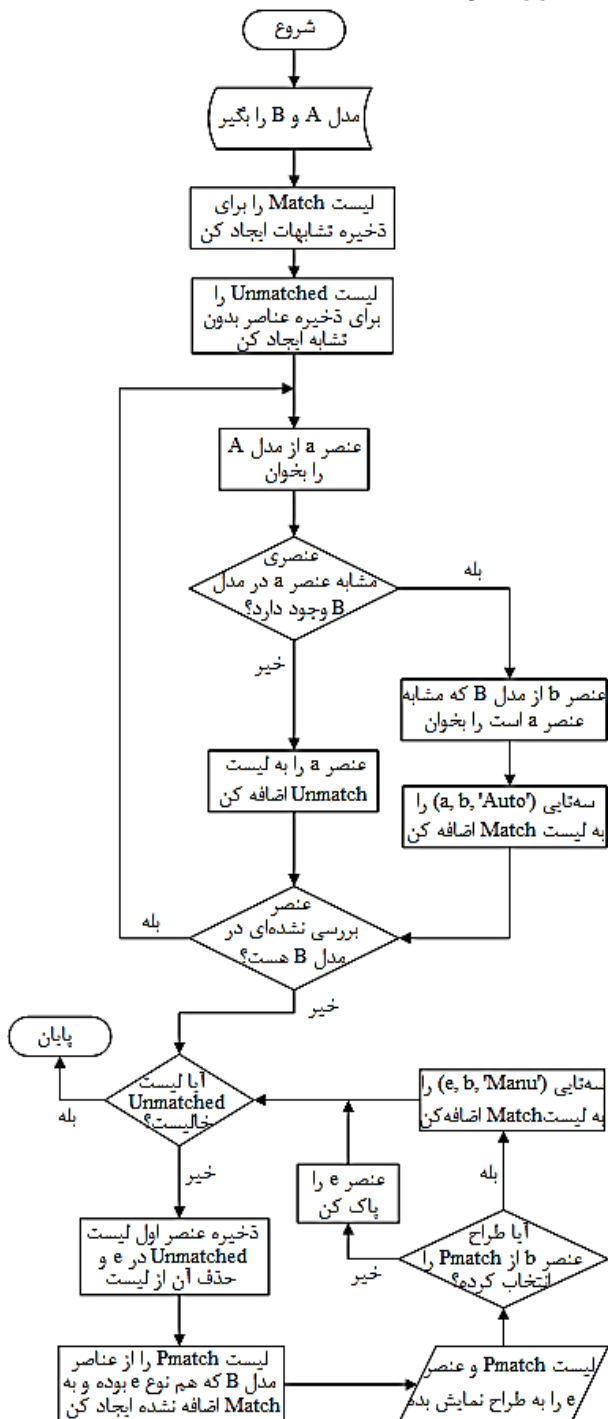 شروع
مدل A و B را بگیر
لیست Match را برای
ذخیره تشابهات ایجاد کن
لیست Unmatched را
برای ذخیره عناصر بدون
تشابه ایجاد کن
عنصر a از مدل A
را بخوان
عنصری
مشابه عنصر a در مدل
B وجود دارد؟
بله
خیر
عنصر b از مدل B که مشابه
عنصر a است را بخوان
عنصر a را به لیست
Unmatch اضافه کن
سه‌تایی (a, b, 'Auto') را
به لیست Match اضافه کن
عنصر
بررسی نشده‌ای در
مدل B هست؟
بله
خیر
پایان
آیا لیست
Unmatched
خالیست؟
بله
خیر
سه‌تایی (e, b, 'Manu') را
به لیستMatch اضافه‌کن
عنصر e را
پاک کن
بله
آیا طراح
عنصر b از Pmatch را
انتخاب کرده؟
خیر
ذخیره عنصر اول لیست
Unmatched در e و
حذف آن از لیست
لیست Pmatch را از عناصر
مدل B که هم نوع e بوده و به
Match اضافه نشده ایجاد کن
لیست Pmatch و عنصر
e را به طراح نمایش بده